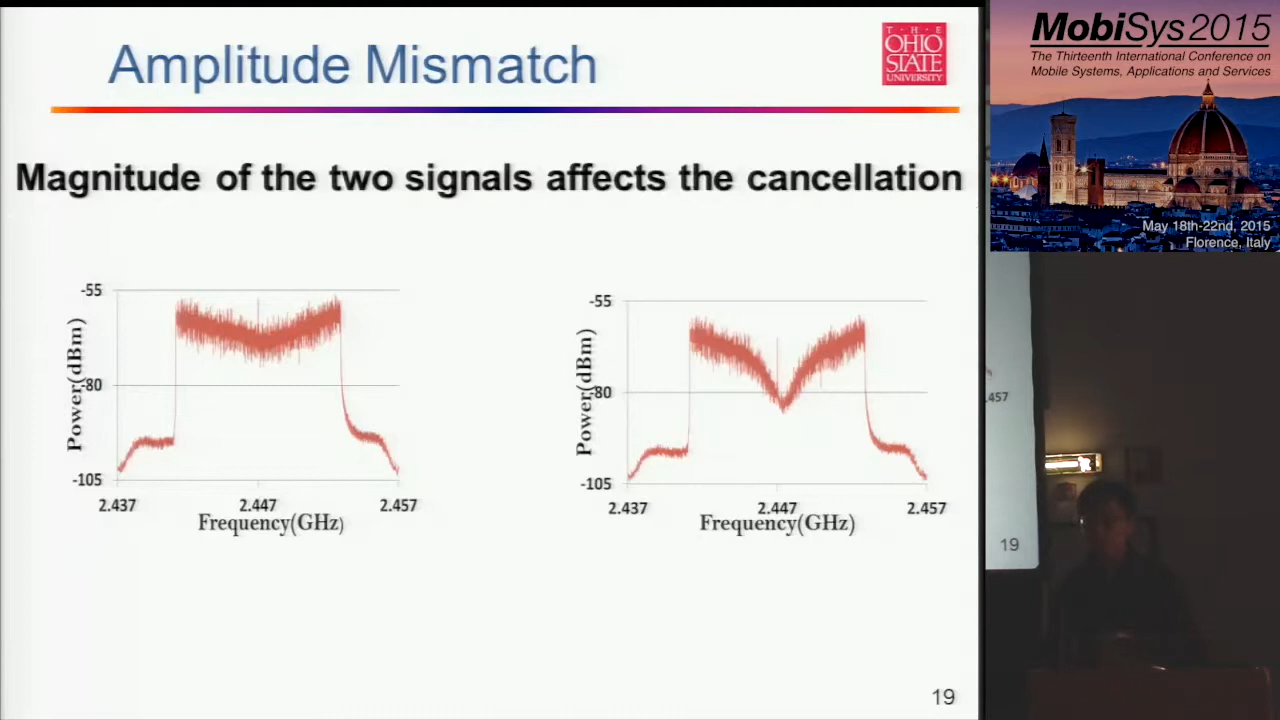 Amplitude Mismatch
T · H · E
OHIO
STATE
UNIVERSITY
Magnitude of the two signals affects the cancellation
-55
-80
-105
Power(dBm)
2.437
2.447
2.457
Frequency(GHz)
-55
-80
-105
Power(dBm)
2.437
2.447
2.457
Frequency(GHz)
19
MobiSys 2015
The Thirteenth International Conference on
Mobile Systems, Applications and Services
May 18th-22nd, 2015
Florence, Italy
.457
19